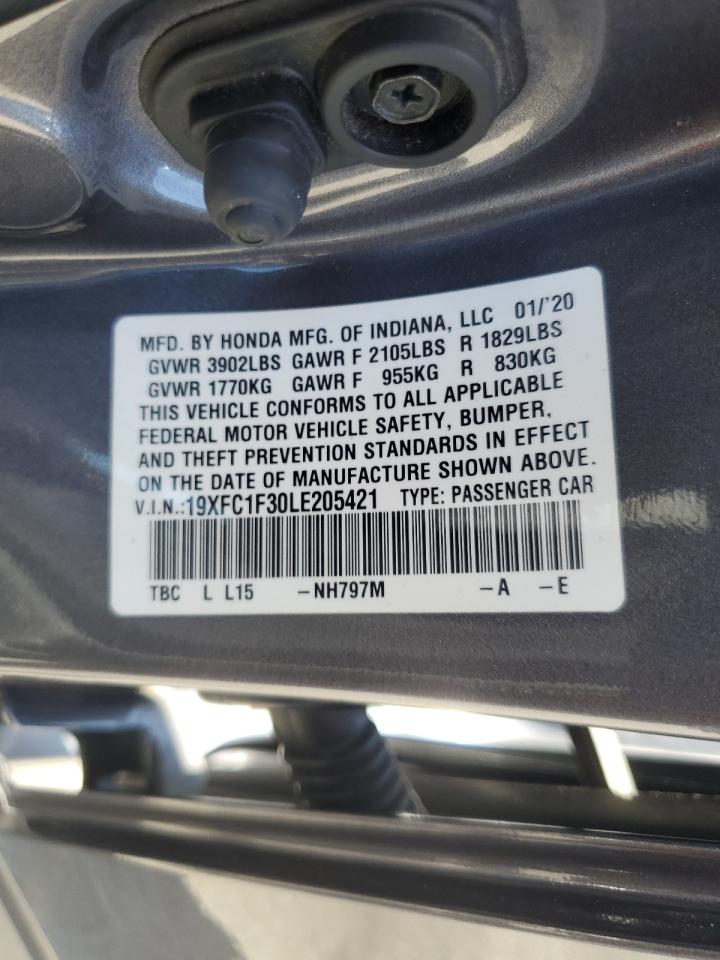 MFD. BY HONDA MFG. OF INDIANA, LLC 01/'20
GVWR 3902LBS GAWR F 2105LBS R 1829LBS
GVWR 1770KG GAWR F 955KG R 830KG
THIS VEHICLE CONFORMS TO ALL APPLICABLE
FEDERAL MOTOR VEHICLE SAFETY, BUMPER,
AND THEFT PREVENTION STANDARDS IN EFFECT
ON THE DATE OF MANUFACTURE SHOWN ABOVE.
V.I.N.:19XFC1F30LE205421 TYPE: PASSENGER CAR
TBC L L15 -NH797M -A -E